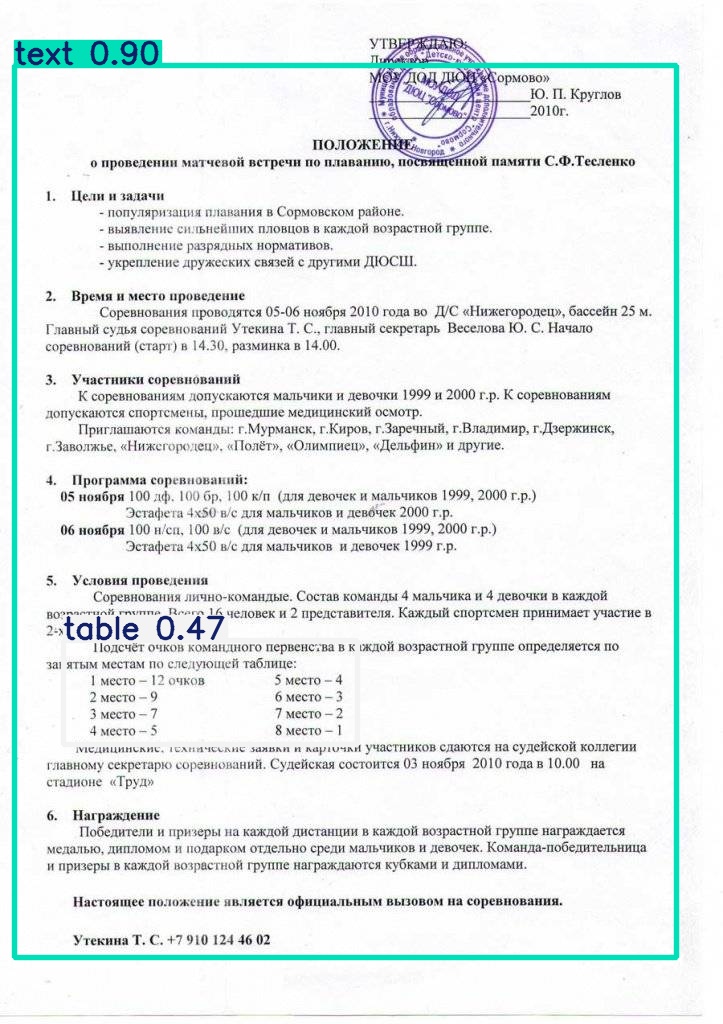 text 0.90
УТВЕРЖДАЮ:
Директор
МОУ ДОД ДЮЦ «Сормово»
Ю. П. Круглов
2010г.
ПОЛОЖЕНИЕ
о проведении матчевой встречи по плаванию, посвященной памяти С.Ф.Тесленко
1. Цели и задачи
- популяризация плавания в Сормовском районе.
- выявление сильнейших пловцов в каждой возрастной группе.
- выполнение разрядных нормативов.
- укрепление дружеских связей с другими ДЮСШ.
2. Время и место проведение
Соревнования проводятся 05-06 ноября 2010 года во Д/С «Нижегородец», бассейн 25 м.
Главный судья соревнований Утекина Т. С., главный секретарь Веселова Ю. С. Начало
соревнований (старт) в 14.30, разминка в 14.00.
3. Участники соревнований
К соревнованиям допускаются мальчики и девочки 1999 и 2000 г.р. К соревнованиям
допускаются спортсмены, прошедшие медицинский осмотр.
Приглашаются команды: г.Мурманск, г.Киров, г.Заречный, г.Владимир, г.Дзержинск,
г.Заволжье, «Нижегородец», «Полёт», «Олимпиец», «Дельфин» и другие.
4. Программа соревнований:
05 ноября 100 дф, 100 бр, 100 к/п (для девочек и мальчиков 1999, 2000 г.р.)
Эстафета 4х50 в/с для мальчиков и девочек 2000 г.р.
06 ноября 100 н/сп, 100 в/с (для девочек и мальчиков 1999, 2000 г.р.)
Эстафета 4х50 в/с для мальчиков и девочек 1999 г.р.
5. Условия проведения
Соревнования лично-командые. Состав команды 4 мальчика и 4 девочки в каждой
возрастной группе. Всего 16 человек и 2 представителя. Каждый спортсмен принимает участие в
table 0.47
Подсчёт очков командного первенства в каждой возрастной группе определяется по
занятым местам по следующей таблице:
1 место – 12 очков 5 место – 4
2 место – 9 6 место – 3
3 место – 7 7 место – 2
4 место – 5 8 место – 1
Медицинские, технические заявки и карточки участников сдаются на судейской коллегии
главному секретарю соревнований. Судейская состоится 03 ноября 2010 года в 10.00 на
стадионе «Труд»
6. Награждение
Победители и призеры на каждой дистанции в каждой возрастной группе награждается
медалью, дипломом и подарком отдельно среди мальчиков и девочек. Команда-победительница
и призеры в каждой возрастной группе награждаются кубками и дипломами.
Настоящее положение является официальным вызовом на соревнования.
Утекина Т. С. +7 910 124 46 02